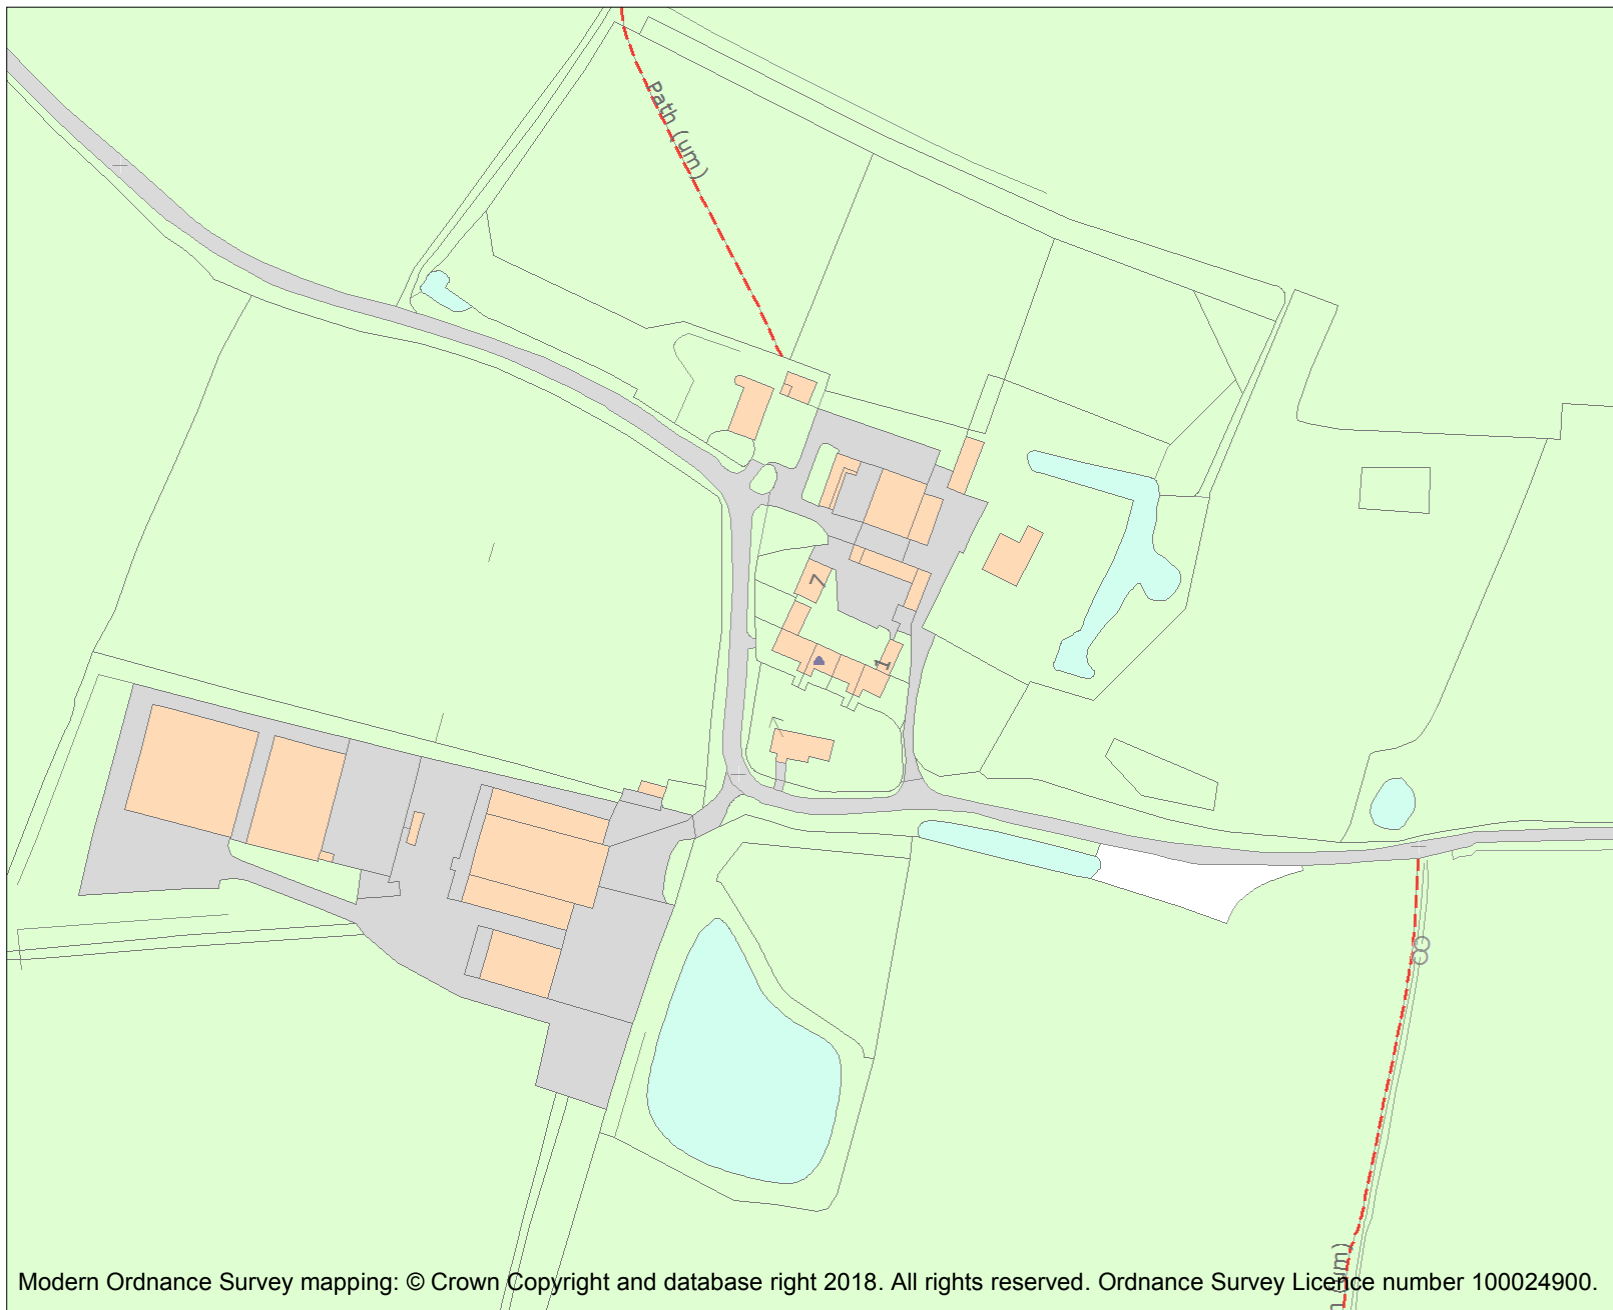 Path (um)
7
1
(um)
Modern Ordnance Survey mapping: © Crown Copyright and database right 2018. All rights reserved. Ordnance Survey Licence number 100024900.